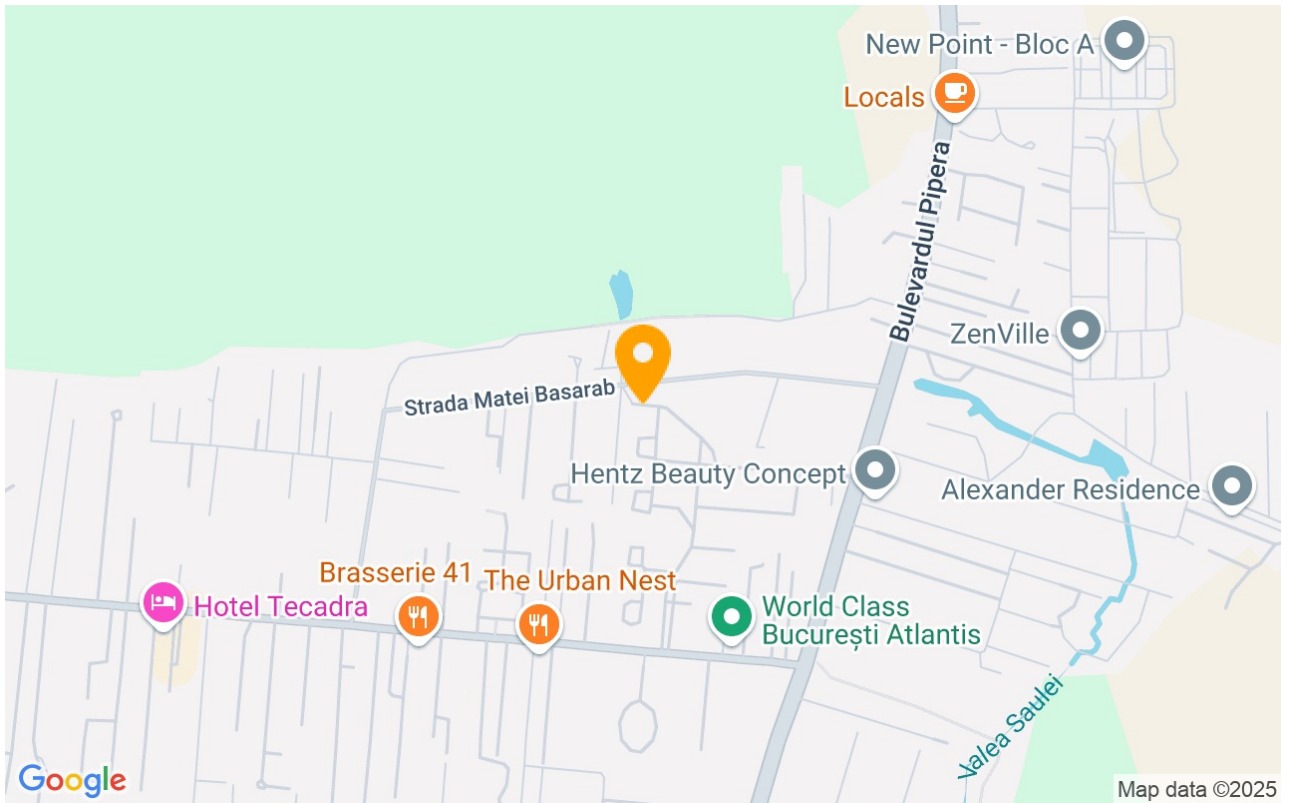 New Point - Bloc A
Locals
Bulevardul Pipera
ZenVille
Strada Matei Basarab
Hentz Beauty Concept
Alexander Residence
Brasserie 41
The Urban Nest
Hotel Tecadra
World Class
București Atlantis
Valea Saulei
Google
Map data ©2025